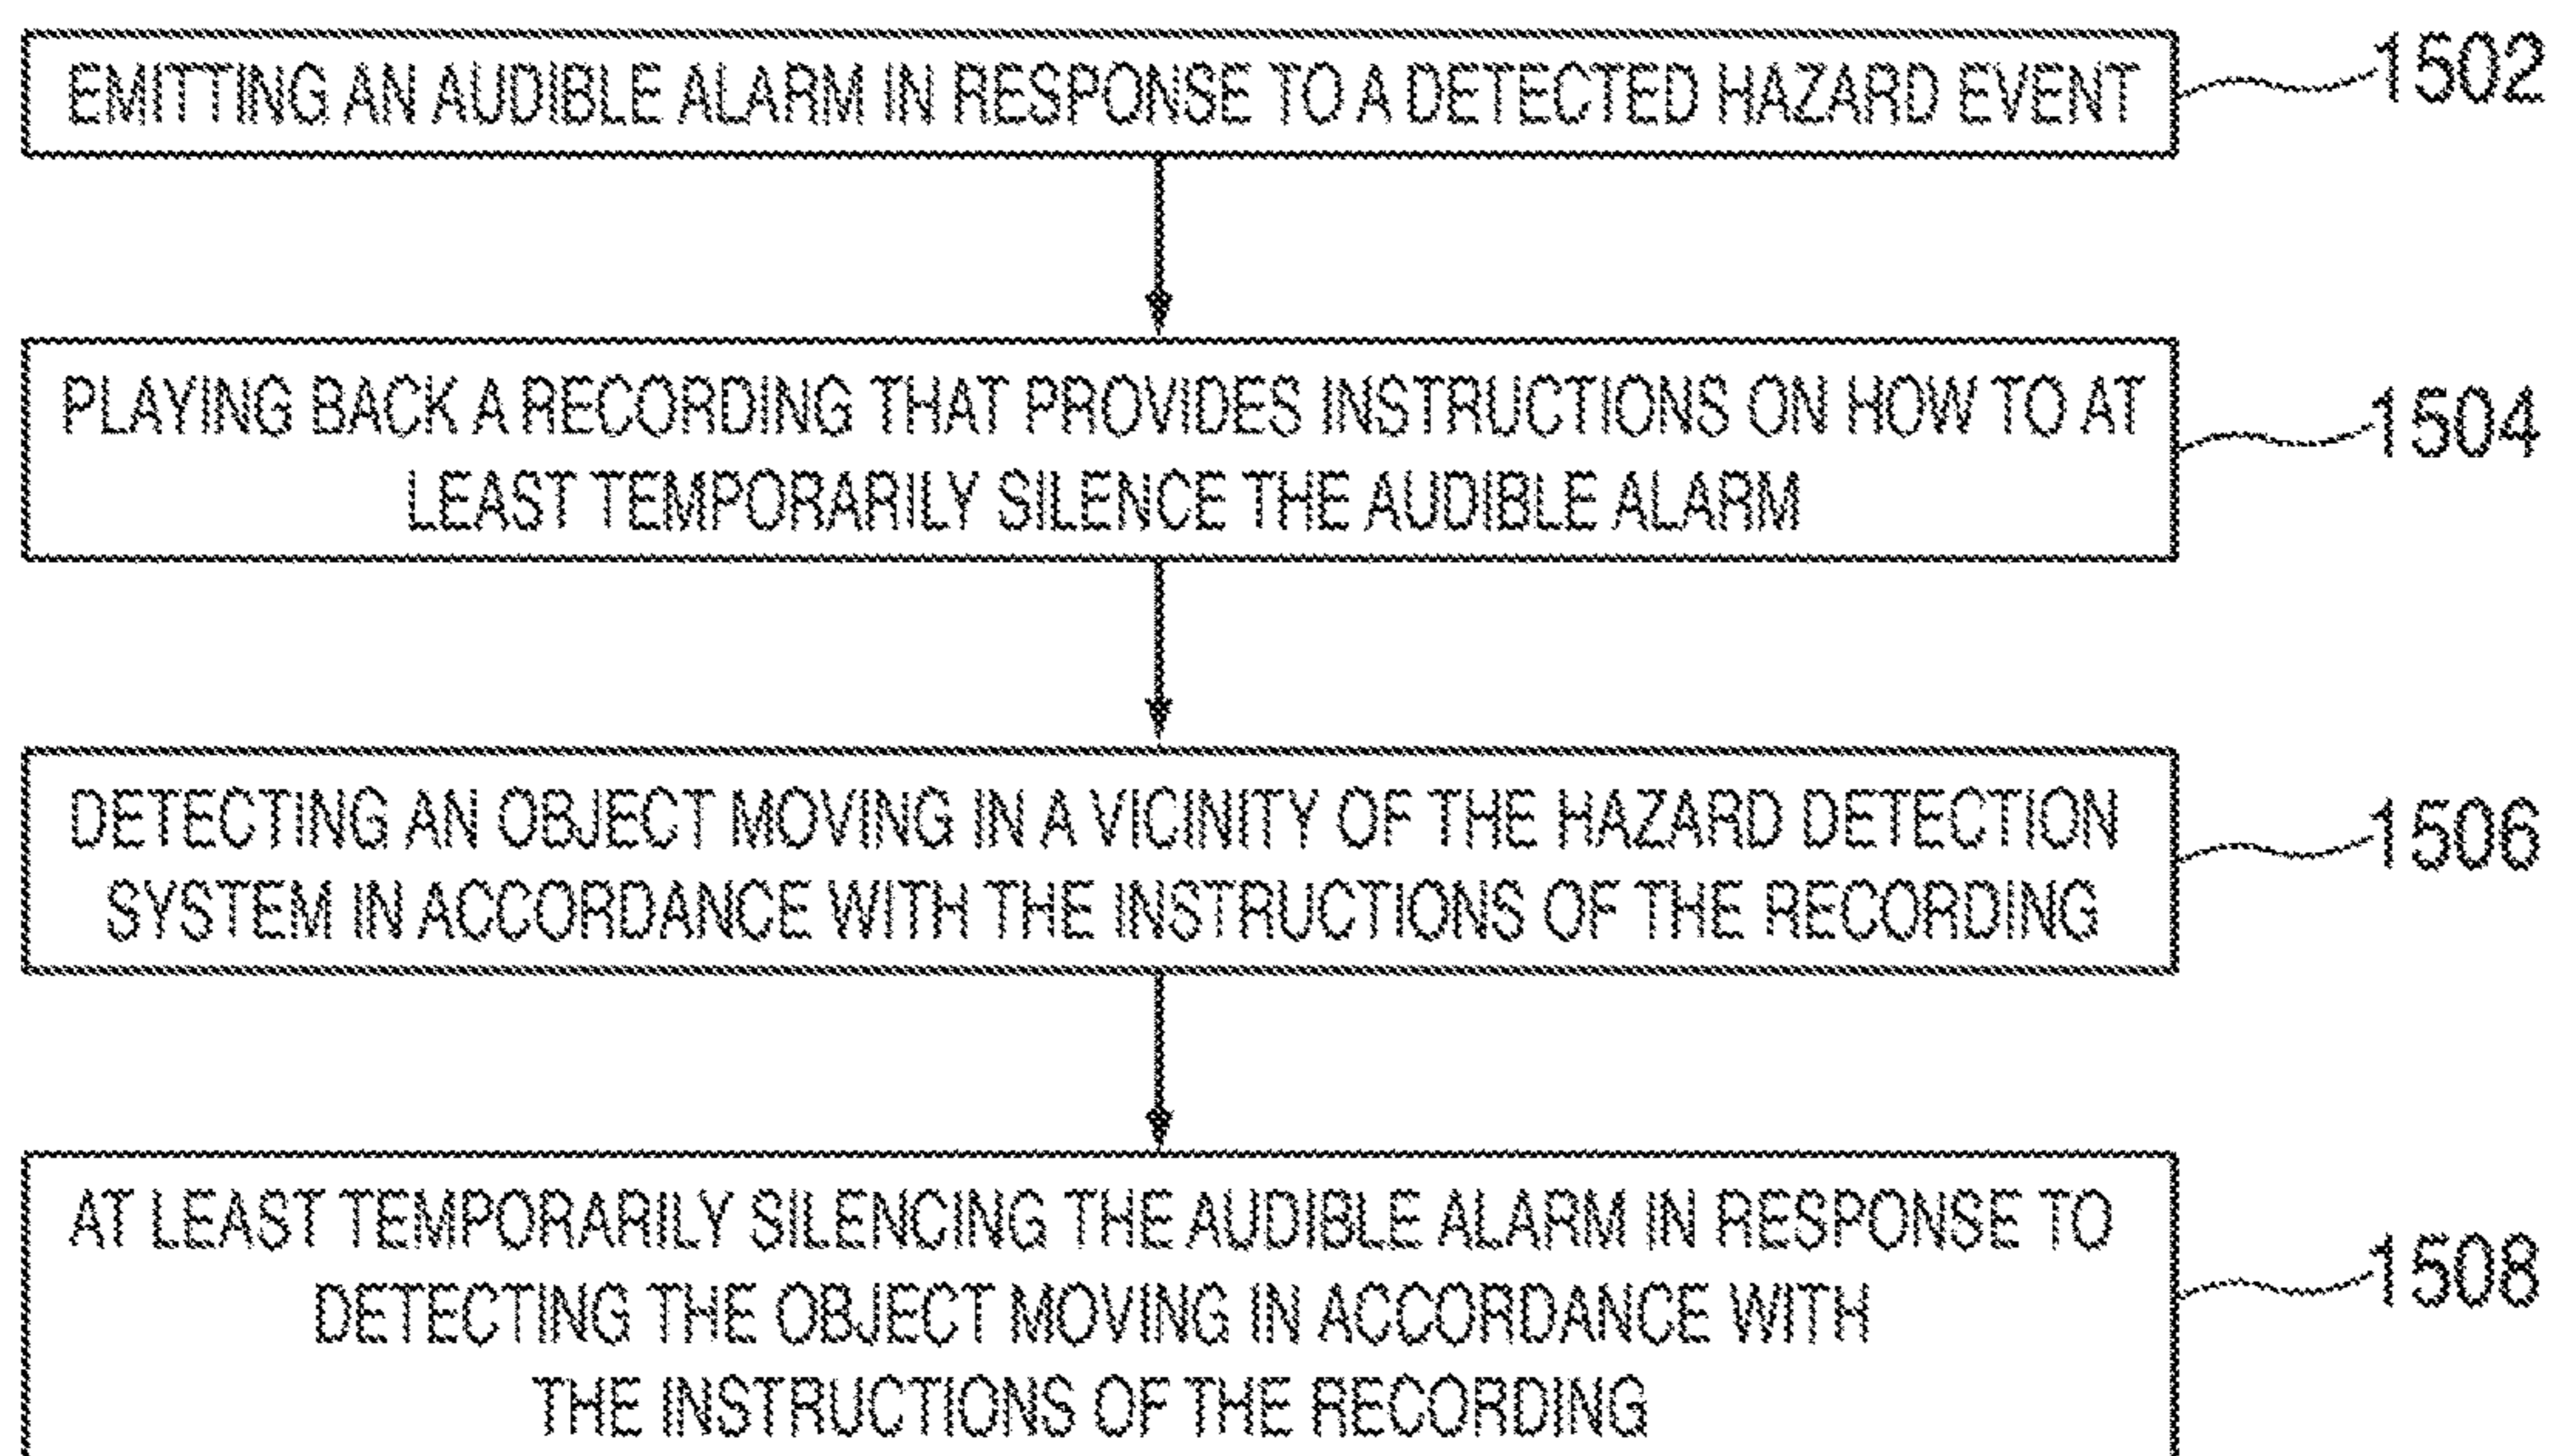 EMITTING AN AUDIBLE ALARM IN RESPONSE TO A DETECTED HAZARD EVENT
1502
PLAYING BACK A RECORDING THAT PROVIDES INSTRUCTIONS ON HOW TO AT
LEAST TEMPORARILY SILENCE THE AUDIBLE ALARM
1504
DETECTING AN OBJECT MOVING IN A VICINITY OF THE HAZARD DETECTION
SYSTEM IN ACCORDANCE WITH THE INSTRUCTIONS OF THE RECORDING
1506
AT LEAST TEMPORARILY SILENCING THE AUDIBLE ALARM IN RESPONSE TO
DETECTING THE OBJECT MOVING IN ACCORDANCE WITH
THE INSTRUCTIONS OF THE RECORDING
1508